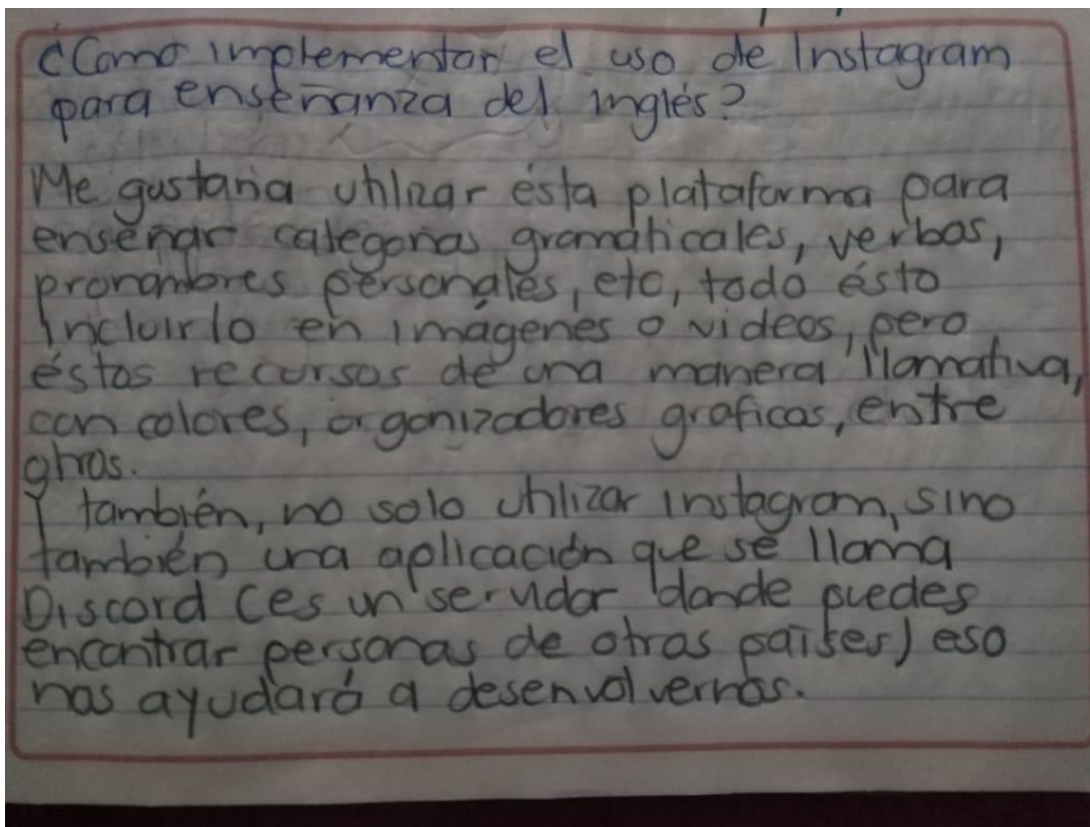 ¿Como implementar el uso de Instagram
para enseñanza del inglés?
Me gustaría utilizar ésta plataforma para
enseñar categorías gramáticales, verbos,
pronombres personales, etc, todo ésto
incluirlo en imágenes o videos, pero
éstos recursos de una manera llamativa,
con colores, organizadores graficos, entre
otros.
Y también, no solo utilizar instagram, sino
también una aplicación que se llama
Discord (es un servidor donde puedes
encontrar personas de otros países) eso
nos ayudará a desenvolvernos.